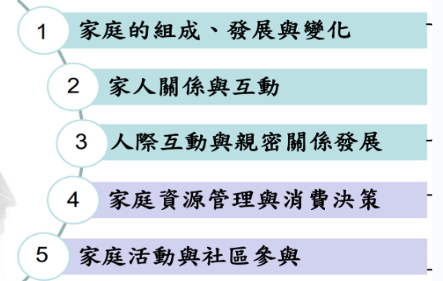 1 家庭的組成、發展與變化
2 家人關係與互動
3 人際互動與親密關係發展
4 家庭資源管理與消費決策
5 家庭活動與社區參與